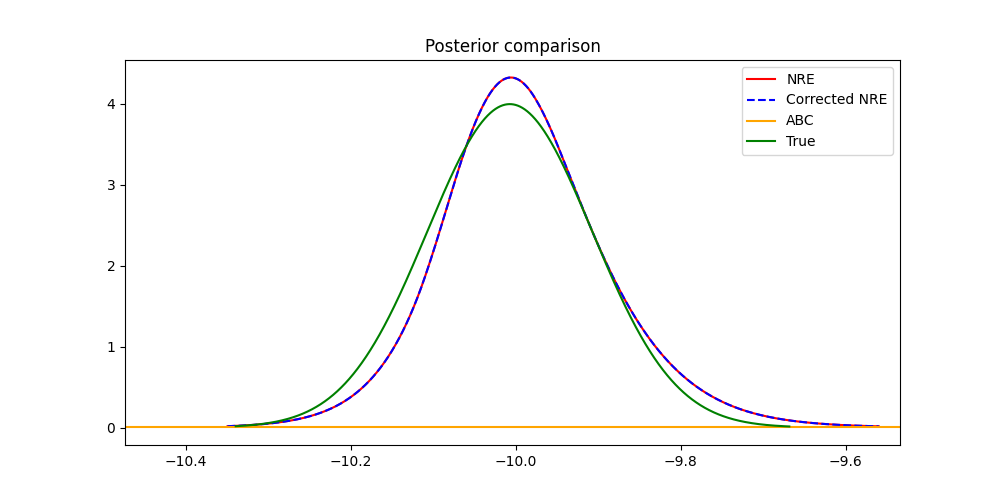 Posterior comparison
NRE
Corrected NRE
ABC
True
4
3
2
1
0
−10.4 −10.2 −10.0 −9.8 −9.6